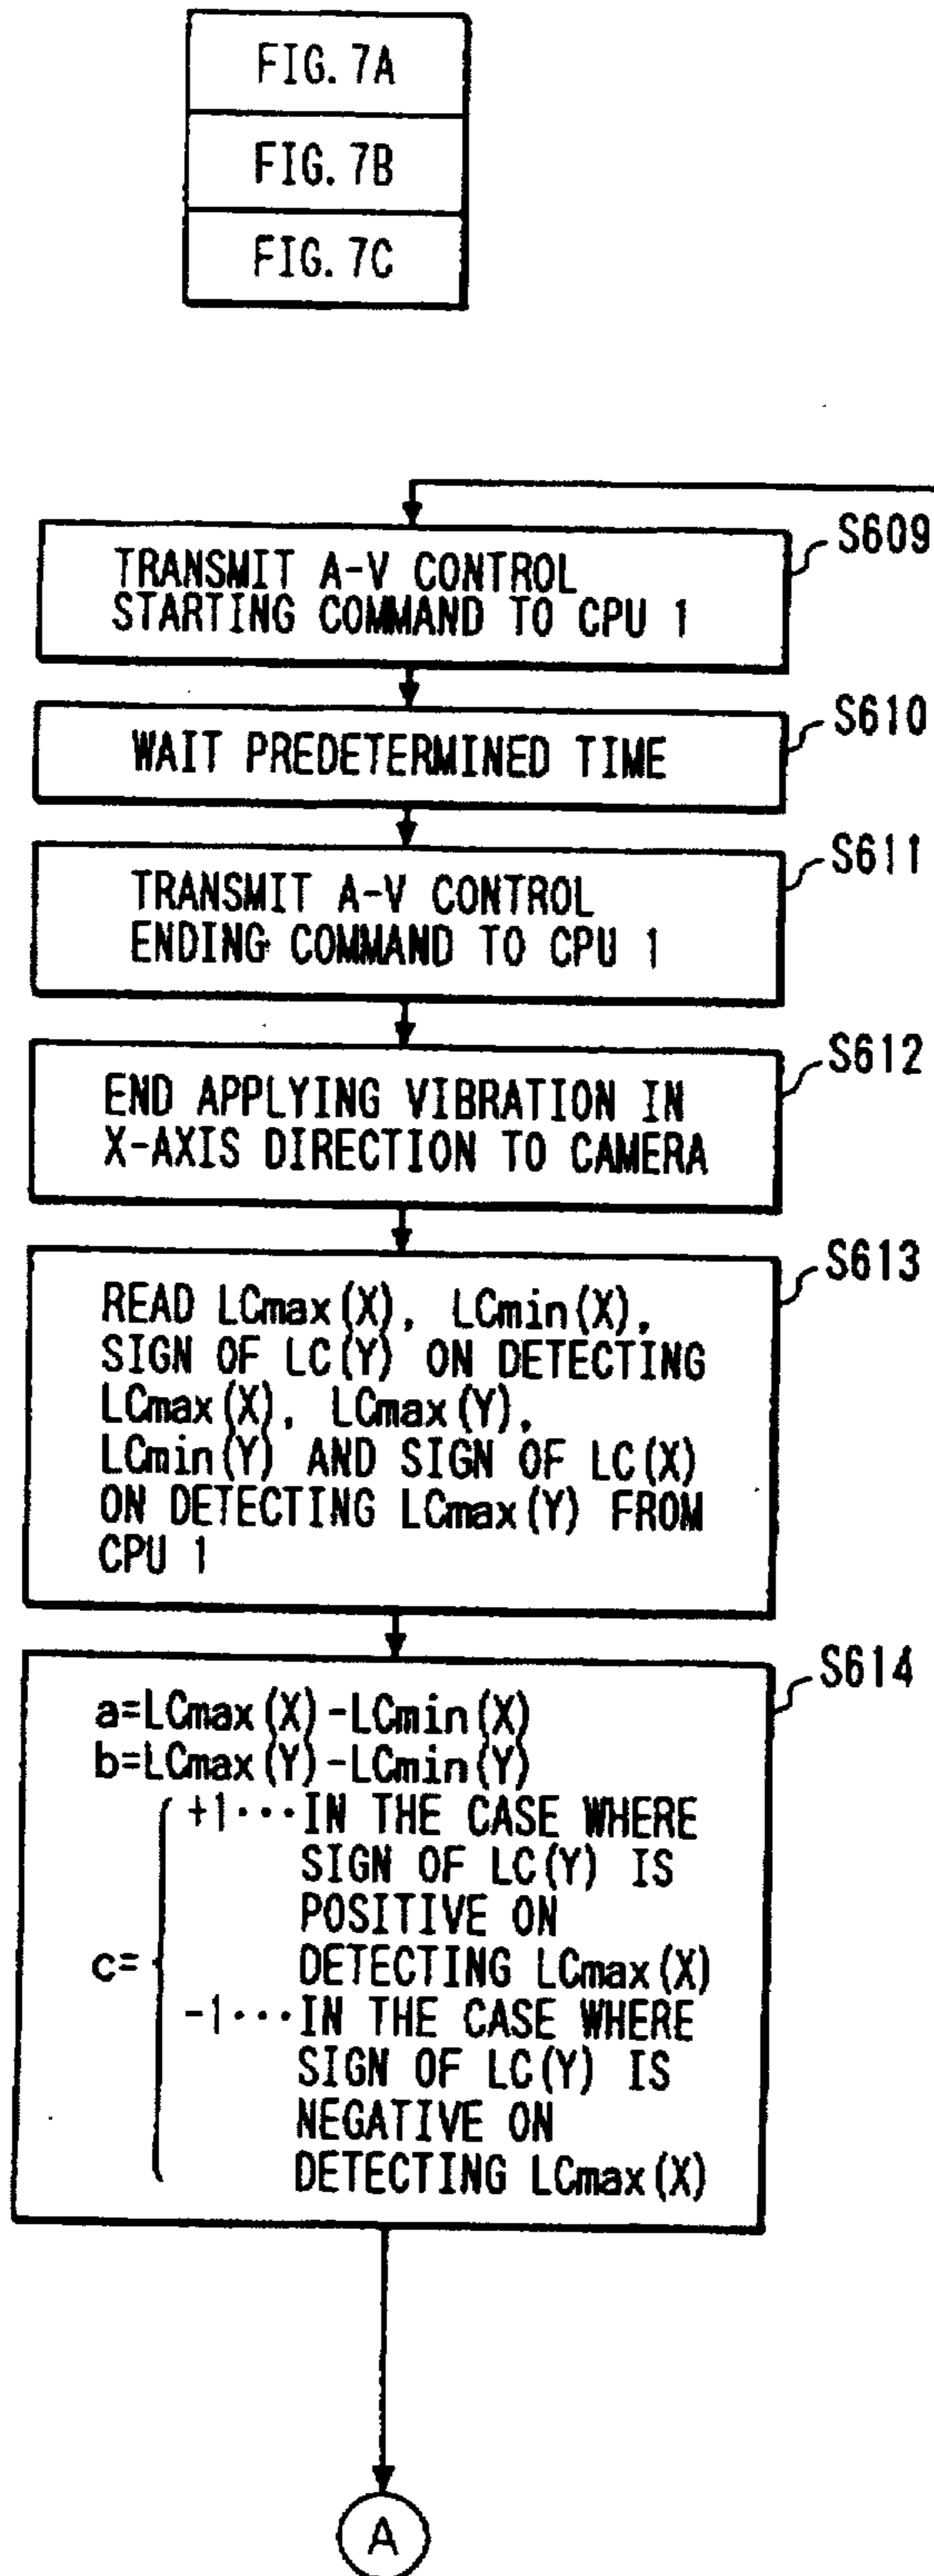 FIG. 7A
FIG. 7B
FIG. 7C
S609
TRANSMIT A-V CONTROL
STARTING COMMAND TO CPU 1
S610
WAIT PREDETERMINED TIME
S611
TRANSMIT A-V CONTROL
ENDING COMMAND TO CPU 1
S612
END APPLYING VIBRATION IN
X-AXIS DIRECTION TO CAMERA
S613
READ LCmax(X), LCmin(X),
SIGN OF LC(Y) ON DETECTING
LCmax(X), LCmax(Y),
LCmin(Y) AND SIGN OF LC(X)
ON DETECTING LCmax(Y) FROM
CPU 1
S614
a=LCmax(X)-LCmin(X)
b=LCmax(Y)-LCmin(Y)
c=
+1···IN THE CASE WHERE
SIGN OF LC(Y) IS
POSITIVE ON
DETECTING LCmax(X)
-1···IN THE CASE WHERE
SIGN OF LC(Y) IS
NEGATIVE ON
DETECTING LCmax(X)
A